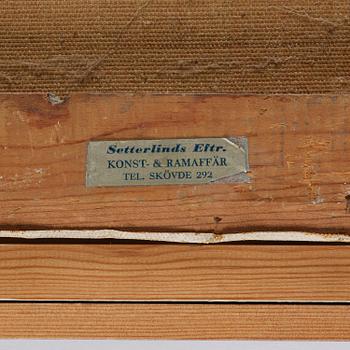 Setterlinds Eftr.
KONST- & RAMAFFÄR
TEL. SKÖVDE 292